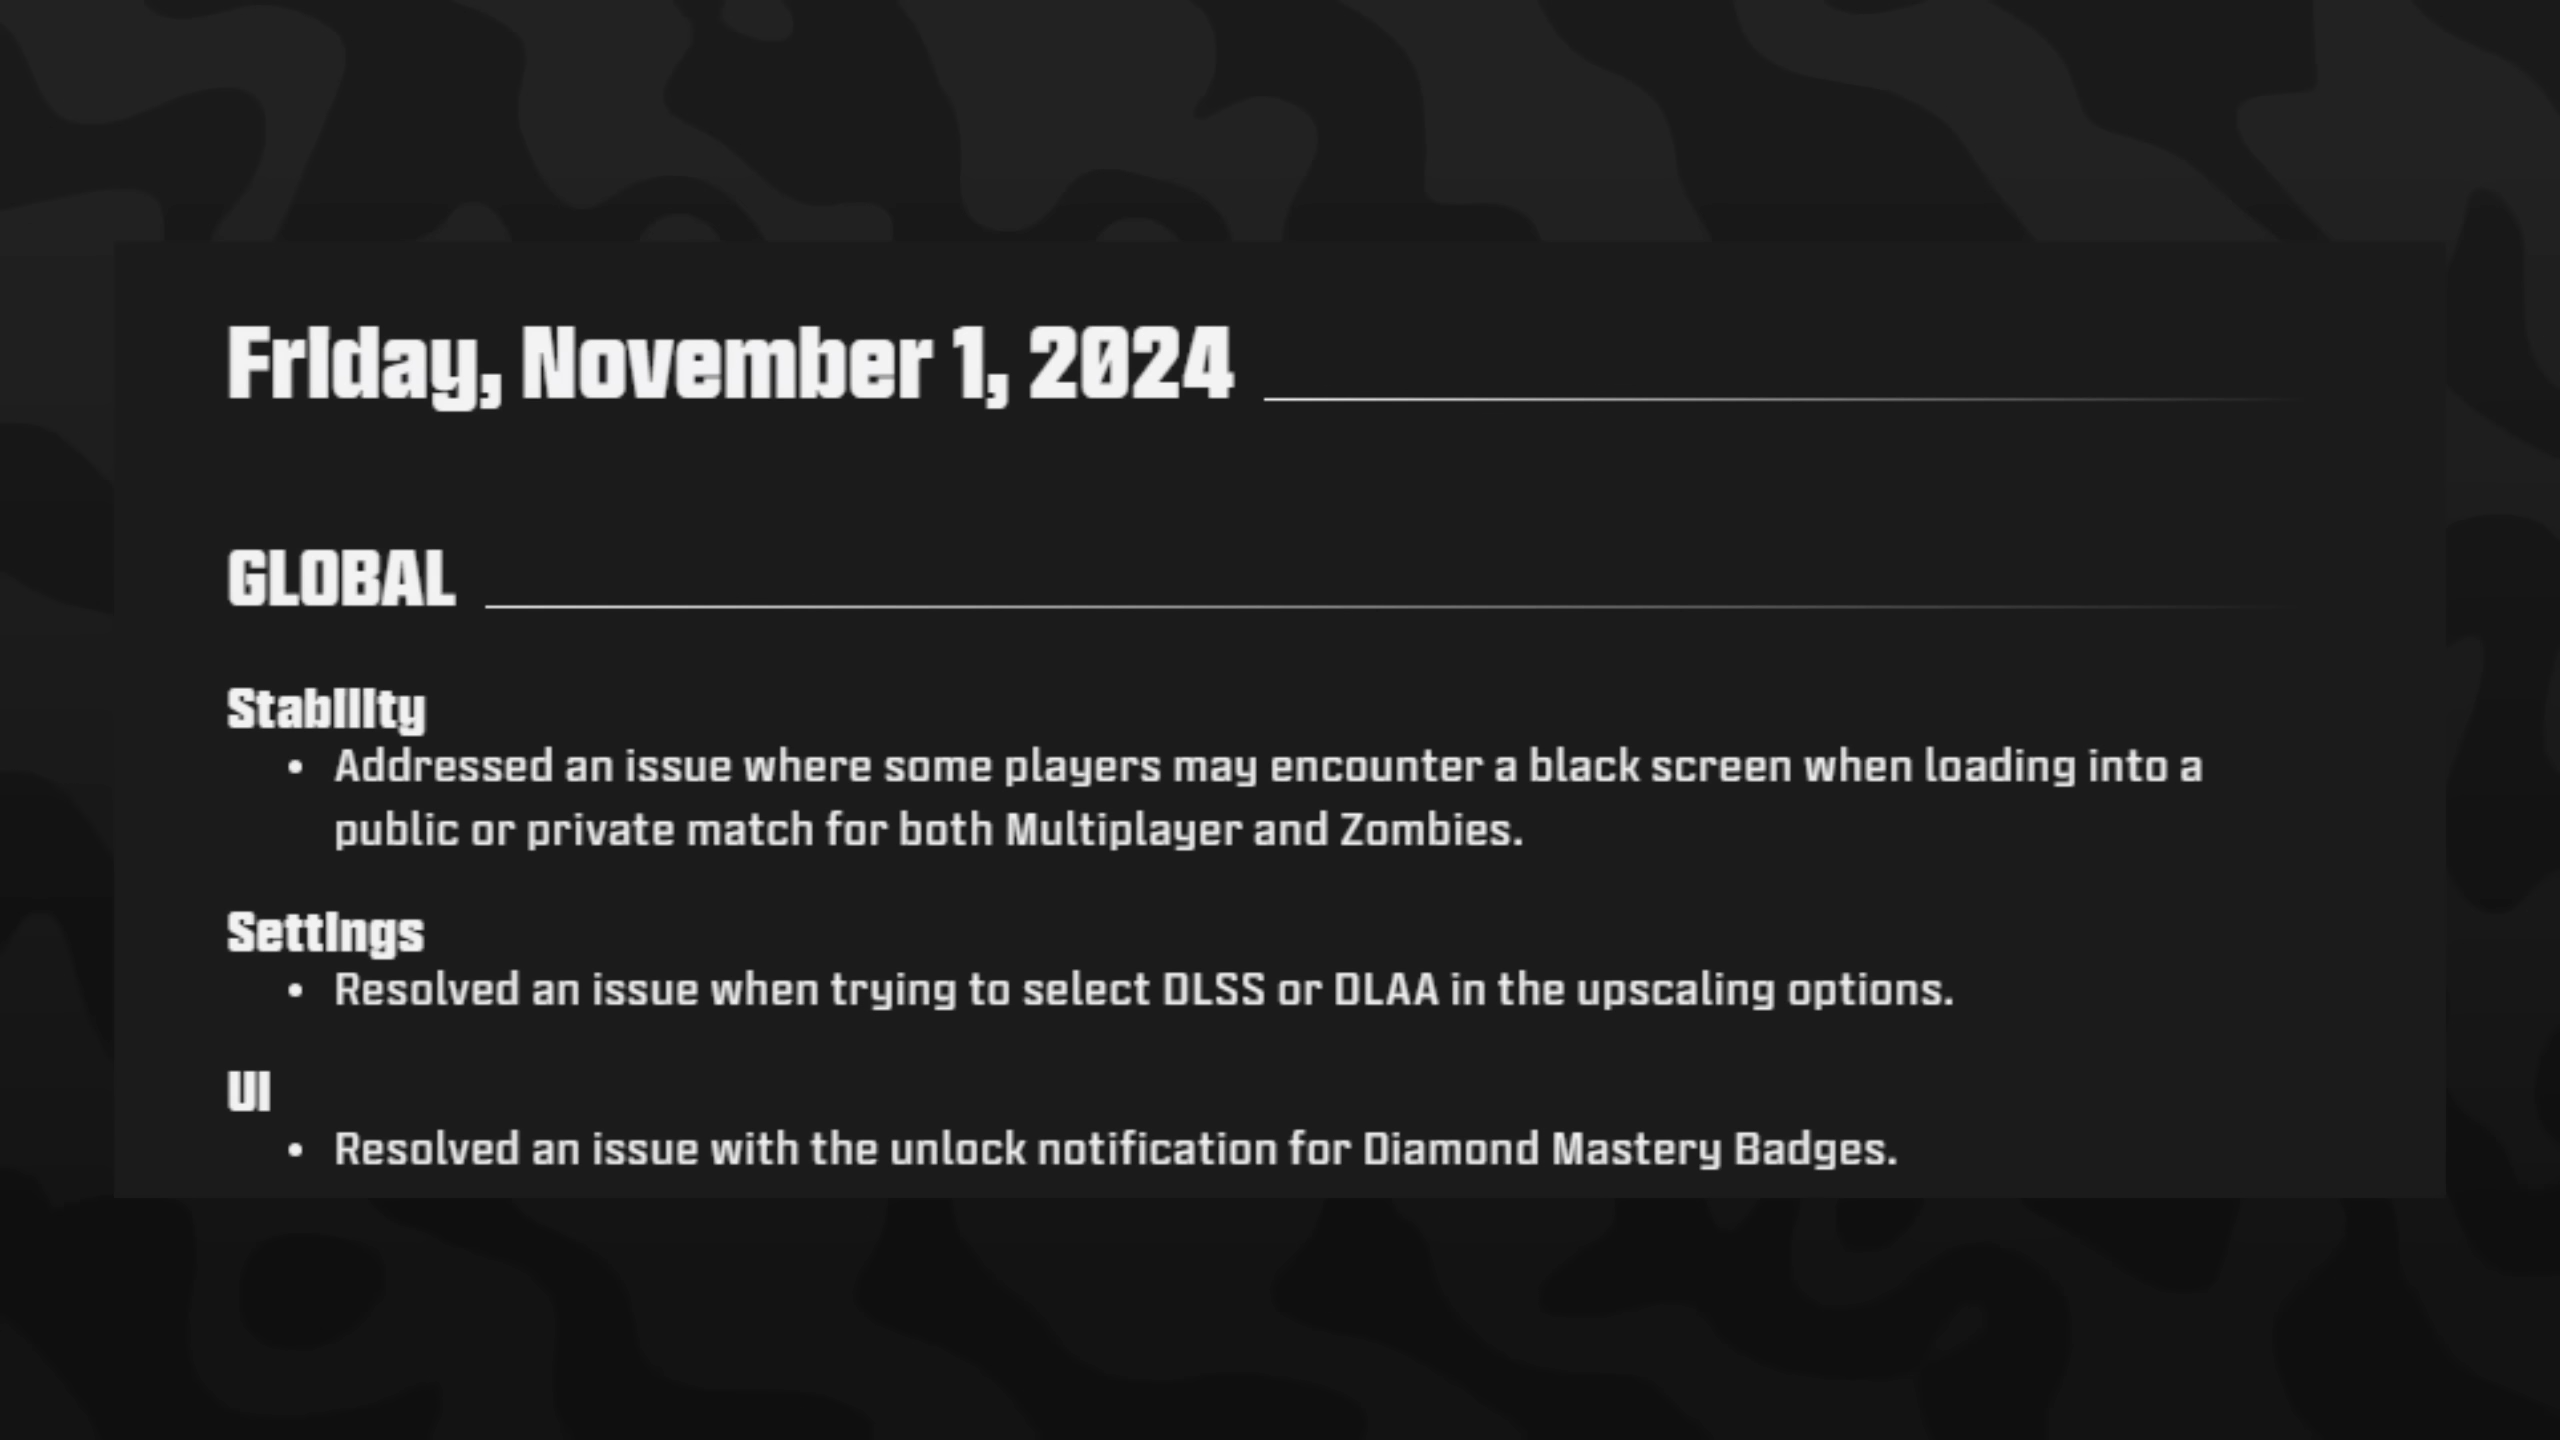 Friday, November 1, 2024
GLOBAL
Stability
• Addressed an issue where some players may encounter a black screen when loading into a
public or private match for both Multiplayer and Zombies.
Settings
• Resolved an issue when trying to select DLSS or DLAA in the upscaling options.
UI
• Resolved an issue with the unlock notification for Diamond Mastery Badges.